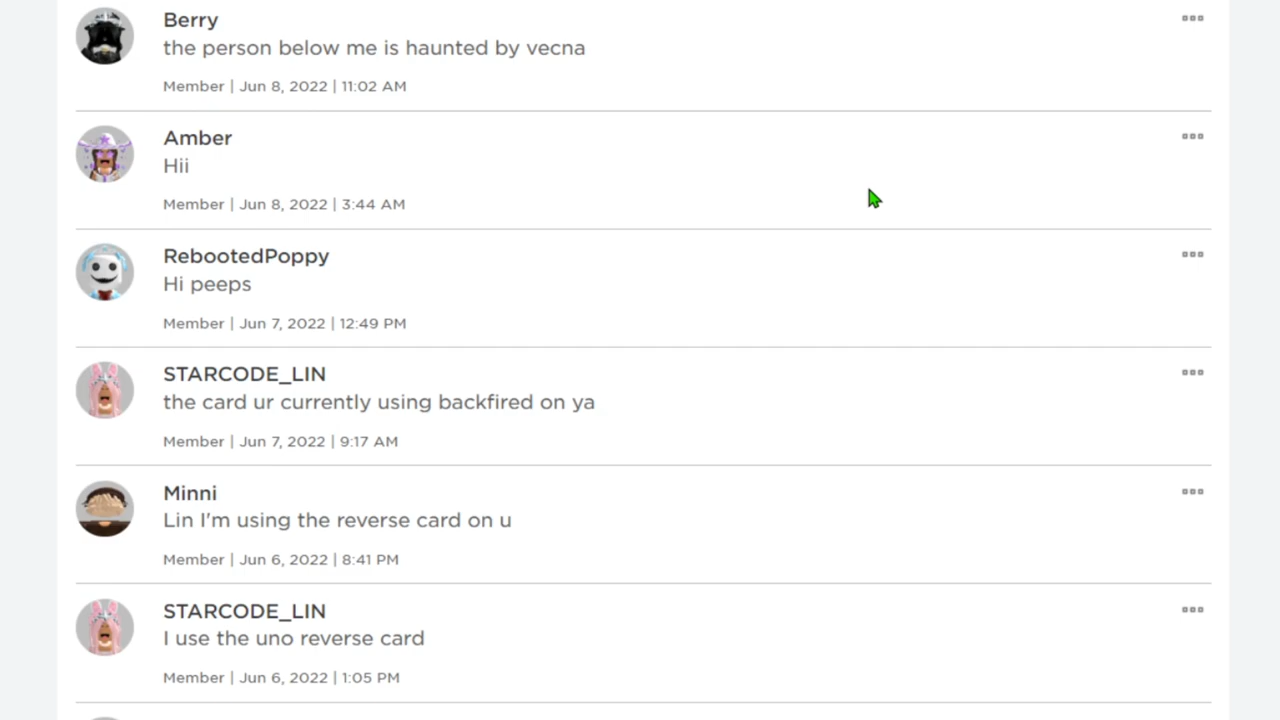 Berry
the person below me is haunted by vecna
Member | Jun 8, 2022 | 11:02 AM
Amber
Hii
Member | Jun 8, 2022 | 3:44 AM
RebootedPoppy
Hi peeps
Member | Jun 7, 2022 | 12:49 PM
STARCODE_LIN
the card ur currently using backfired on ya
Member | Jun 7, 2022 | 9:17 AM
Minni
Lin I'm using the reverse card on u
Member | Jun 6, 2022 | 8:41 PM
STARCODE_LIN
I use the uno reverse card
Member | Jun 6, 2022 | 1:05 PM